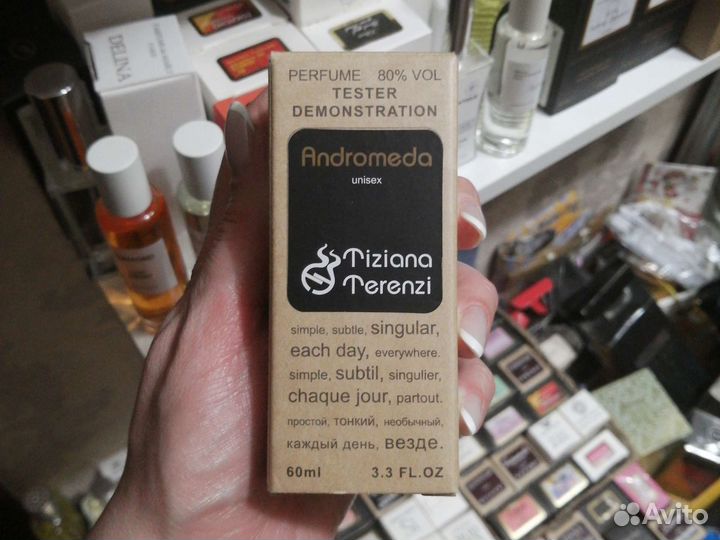 PERFUME 80% VOL
TESTER
DEMONSTRATION
Andromeda
unisex
Tiziana
Terenzi
simple, subtle, singular,
each day, everywhere.
simple, subtil, singulier,
chaque jour, partout.
простой, тонкий, необычный,
каждый день, везде.
60ml 3.3 FL.OZ
DELINA
Avito